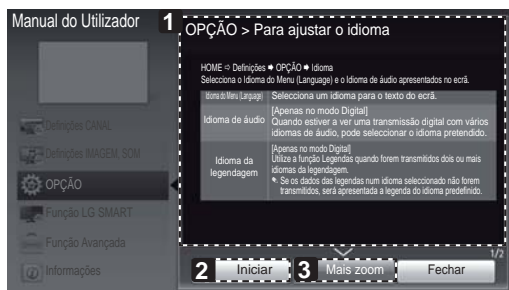 Manual do Utilizador
1
OPÇÃO > Para ajustar o idioma
HOME ⇨ Definições ➡ OPÇÃO ➡ Idioma
Selecciona o Idioma do Menu (Language) e o Idioma de áudio apresentados no ecrã.
Idioma do Menu (Language)
Selecciona um idioma para o texto do ecrã.
Idioma de áudio
[Apenas no modo Digital]
Quando estiver a ver uma transmissão digital com vários
idiomas de áudio, pode seleccionar o idioma pretendido.
Idioma da
legendagem
[Apenas no modo Digital]
Utilize a função Legendas quando forem transmitidos dois ou mais
idiomas da legendagem.
✎ Se os dados das legendas num idioma seleccionado não forem
transmitidos, será apresentada a legenda do idioma predefinido.
Definições CANAL
Definições IMAGEM, SOM
OPÇÃO
Função LG SMART
Função Avançada
Informações
1/2
2 Iniciar
3 Mais zoom
Fechar